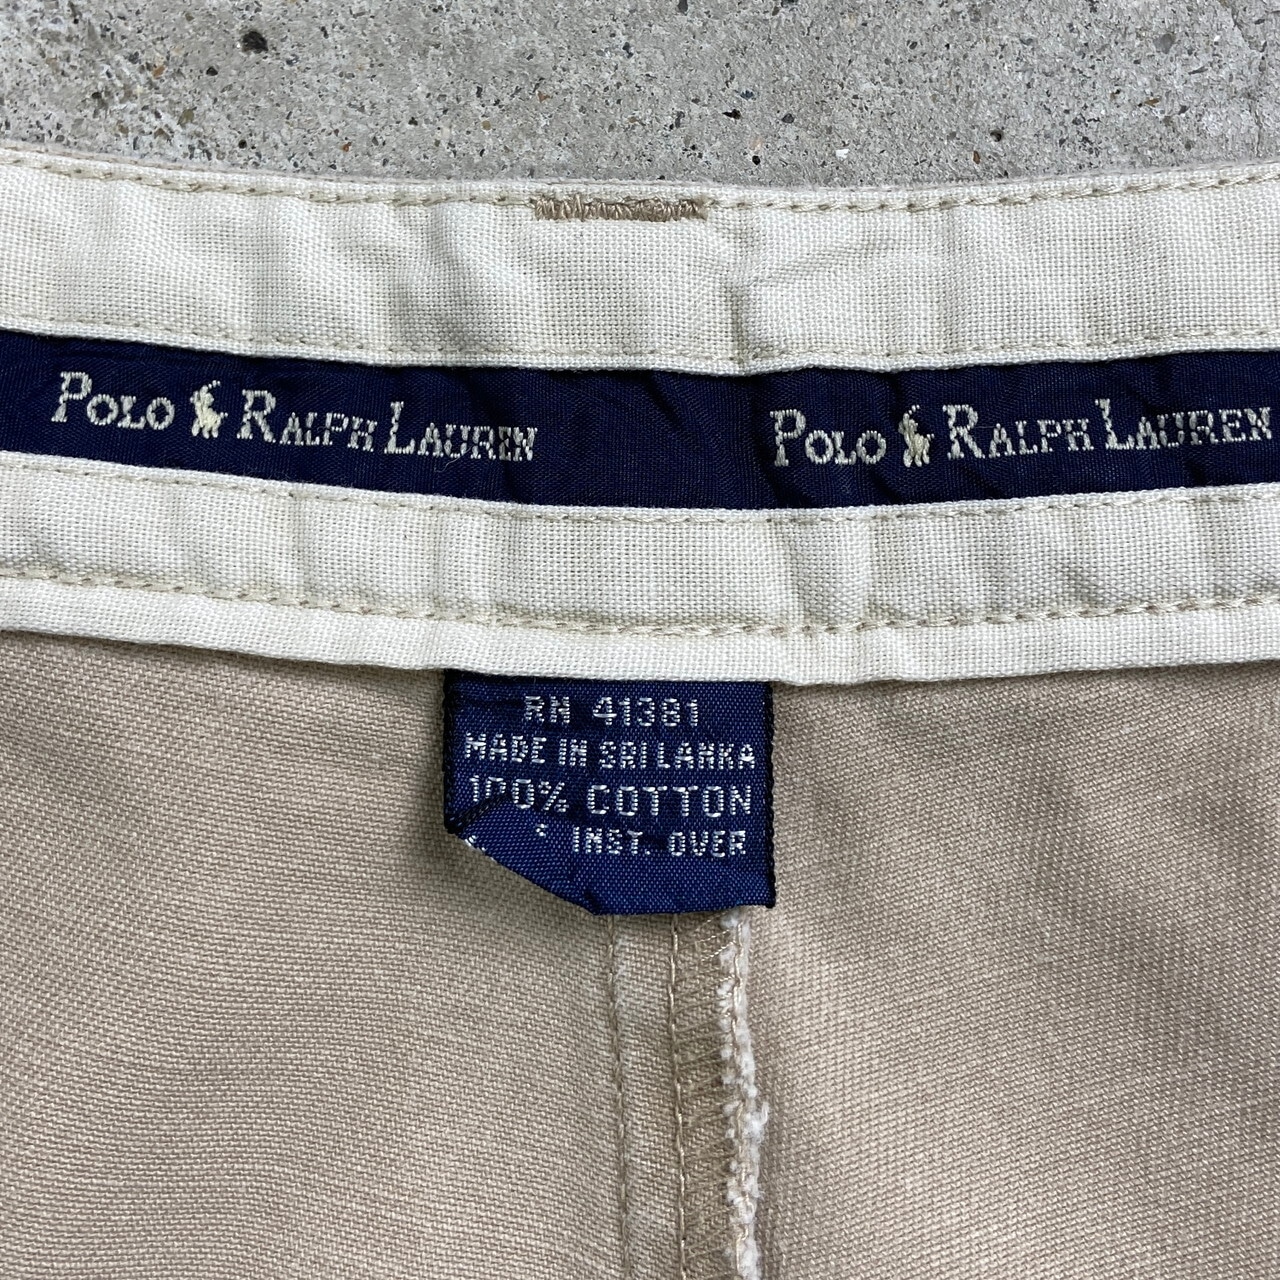 POLO RALPH LAUREN POLO RALPH LAUREN
RN 41381
MADE IN SRI LANKA
100% COTTON
INST. OVER